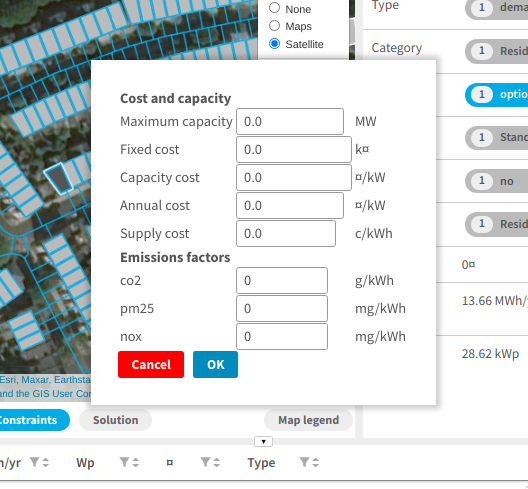 None
Maps
Satellite
Type
1 dema
Category
1 Resid
1 optio
1 Stand
1 no
1 Resid
0¤
13.66 MWh/y
28.62 kWp
Cost and capacity
Maximum capacity 0.0 MW
Fixed cost 0.0 k¤
Capacity cost 0.0 ¤/kW
Annual cost 0.0 ¤/kW
Supply cost 0.0 c/kWh
Emissions factors
co2 0 g/kWh
pm25 0 mg/kWh
nox 0 mg/kWh
Cancel OK
Esri, Maxar, Earthsta
and the GIS User Con
Constraints Solution Map legend
h/yr Wp ¤ Type